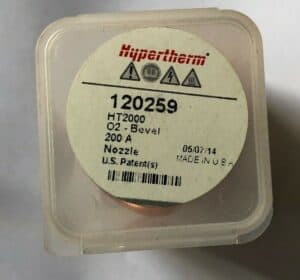 Hypertherm
120259
HT2000
O2 - Bevel
200 A
Nozzle 05/07/14
U.S. Patent(s) MADE IN U.S.A